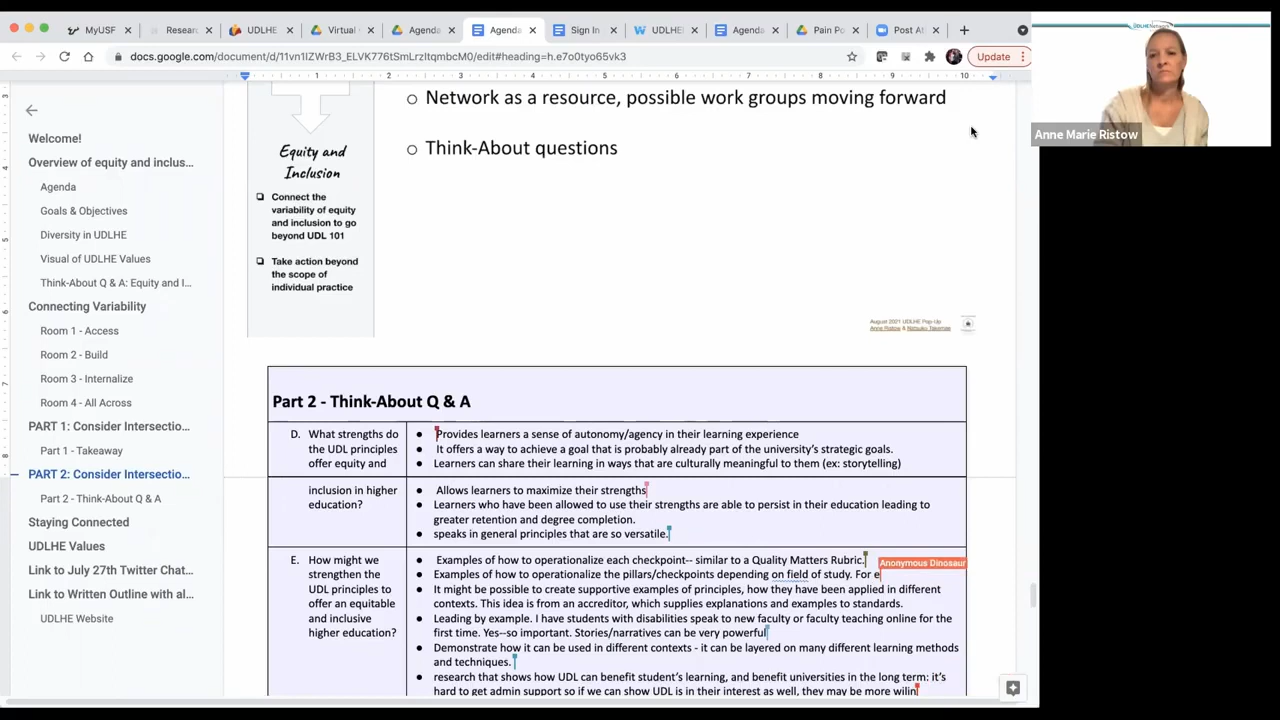 MyUSF
Researc
UDLHE
Virtual
Agenda
Agenda
Sign In
UDLHE
Agenda
Pain Po
Post At
docs.google.com/document/d/11vn1IZWrB3_ELVK776tSmLrzItqmbcM0/edit#heading=h.e7o0tyo65vk3
Update
1 2 3 4 5 6 7 8 9 10
Welcome!
Overview of equity and inclus...
Agenda
Goals & Objectives
Diversity in UDLHE
Visual of UDLHE Values
Think-About Q & A: Equity and I...
Connecting Variability
Room 1 - Access
Room 2 - Build
Room 3 - Internalize
Room 4 - All Across
PART 1: Consider Intersectio...
Part 1 - Takeaway
PART 2: Consider Intersectio...
Part 2 - Think-About Q & A
Staying Connected
UDLHE Values
Link to July 27th Twitter Chat...
Link to Written Outline with al...
UDLHE Website
Network as a resource, possible work groups moving forward
Think-About questions
Equity and
Inclusion
Connect the
variability of equity
and inclusion to go
beyond UDL 101
Take action beyond
the scope of
individual practice
August 2021 UDLHE Pop-Up
Anne Ristow & Natsuko Takemae
Part 2 - Think-About Q & A
D. What strengths do
the UDL principles
offer equity and
inclusion in higher
education?
Provides learners a sense of autonomy/agency in their learning experience
It offers a way to achieve a goal that is probably already part of the university's strategic goals.
Learners can share their learning in ways that are culturally meaningful to them (ex: storytelling)
Allows learners to maximize their strengths
Learners who have been allowed to use their strengths are able to persist in their education leading to
greater retention and degree completion.
speaks in general principles that are so versatile.
E. How might we
strengthen the
UDL principles to
offer an equitable
and inclusive
higher education?
Examples of how to operationalize each checkpoint-- similar to a Quality Matters Rubric.
Anonymous Dinosaur
Examples of how to operationalize the pillars/checkpoints depending on field of study. For e
It might be possible to create supportive examples of principles, how they have been applied in different
contexts. This idea is from an accreditor, which supplies explanations and examples to standards.
Leading by example. I have students with disabilities speak to new faculty or faculty teaching online for the
first time. Yes--so important. Stories/narratives can be very powerful
Demonstrate how it can be used in different contexts - it can be layered on many different learning methods
and techniques.
research that shows how UDL can benefit student's learning, and benefit universities in the long term: it's
hard to get admin support so if we can show UDL is in their interest as well, they may be more wilin
Anne Marie Ristow